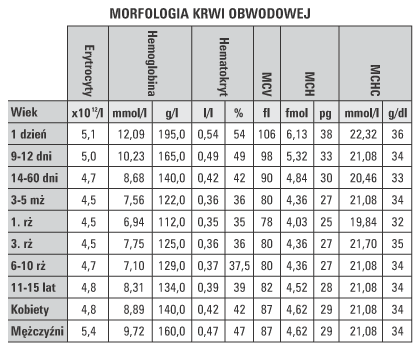 MORFOLOGIA KRWI OBWODOWEJ
Erytrocyty Hemoglobina Hematokryt MCV MCH MCHC
Wiek x10¹²/l mmol/l g/l l/l % fl fmol pg mmol/l g/dl
1 dzień 5,1 12,09 195,0 0,54 54 106 6,13 38 22,32 36
9-12 dni 5,0 10,23 165,0 0,49 49 98 5,32 33 21,08 34
14-60 dni 4,7 8,68 140,0 0,42 42 90 4,84 30 20,46 33
3-5 mż 4,5 7,56 122,0 0,36 36 80 4,36 27 21,08 34
1. rż 4,5 6,94 112,0 0,35 35 78 4,03 25 19,84 32
3. rż 4,5 7,75 125,0 0,36 36 80 4,36 27 21,70 35
6-10 rż 4,7 7,10 129,0 0,37 37,5 80 4,36 27 21,08 34
11-15 lat 4,8 8,31 134,0 0,39 39 82 4,52 28 21,08 34
Kobiety 4,8 8,89 140,0 0,42 42 87 4,62 29 21,08 34
Mężczyźni 5,4 9,72 160,0 0,47 47 87 4,62 29 21,08 34